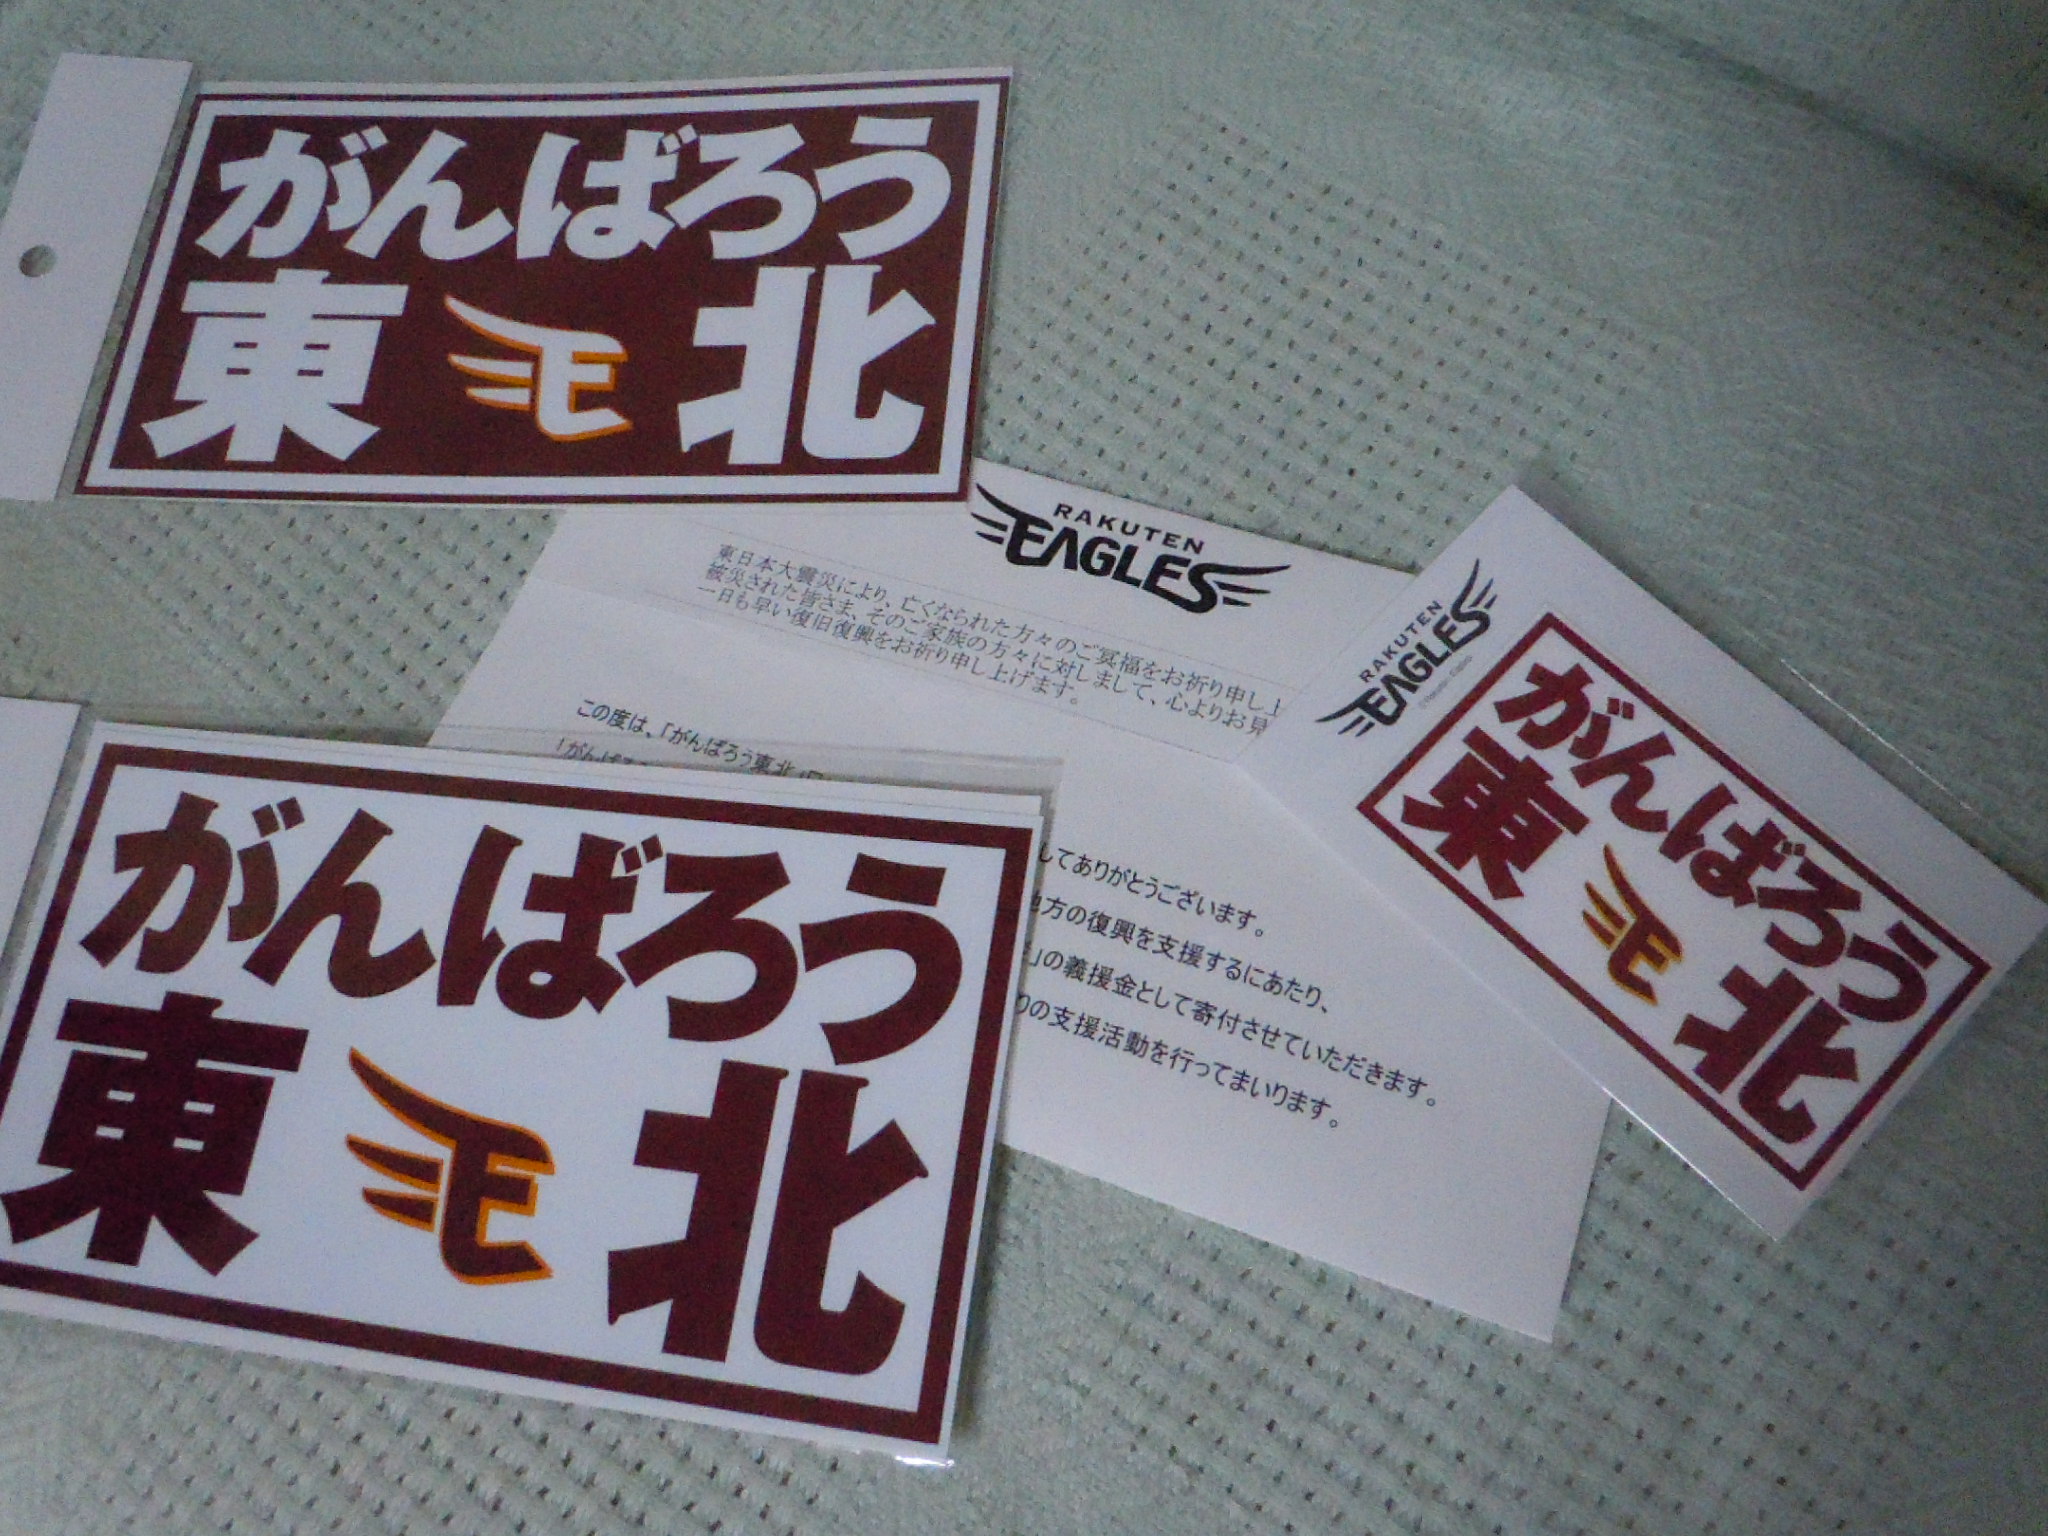 がんばろう
東 E 北
RAKUTEN
EAGLES
東日本大震災により、亡くなられた方々のご冥福をお祈り申し上
被災された皆さま、そのご家族の方々に対しまして、心よりお見
一日も早い復旧復興をお祈り申し上げます。
この度は、「がんばろう東北」
「がんばろ
してありがとうございます。
地方の復興を支援するにあたり、
」の義援金として寄付させていただきます。
りの支援活動を行ってまいります。
RAKUTEN
EAGLES
がんばろう
東 E 北
がんばろう
東 E 北